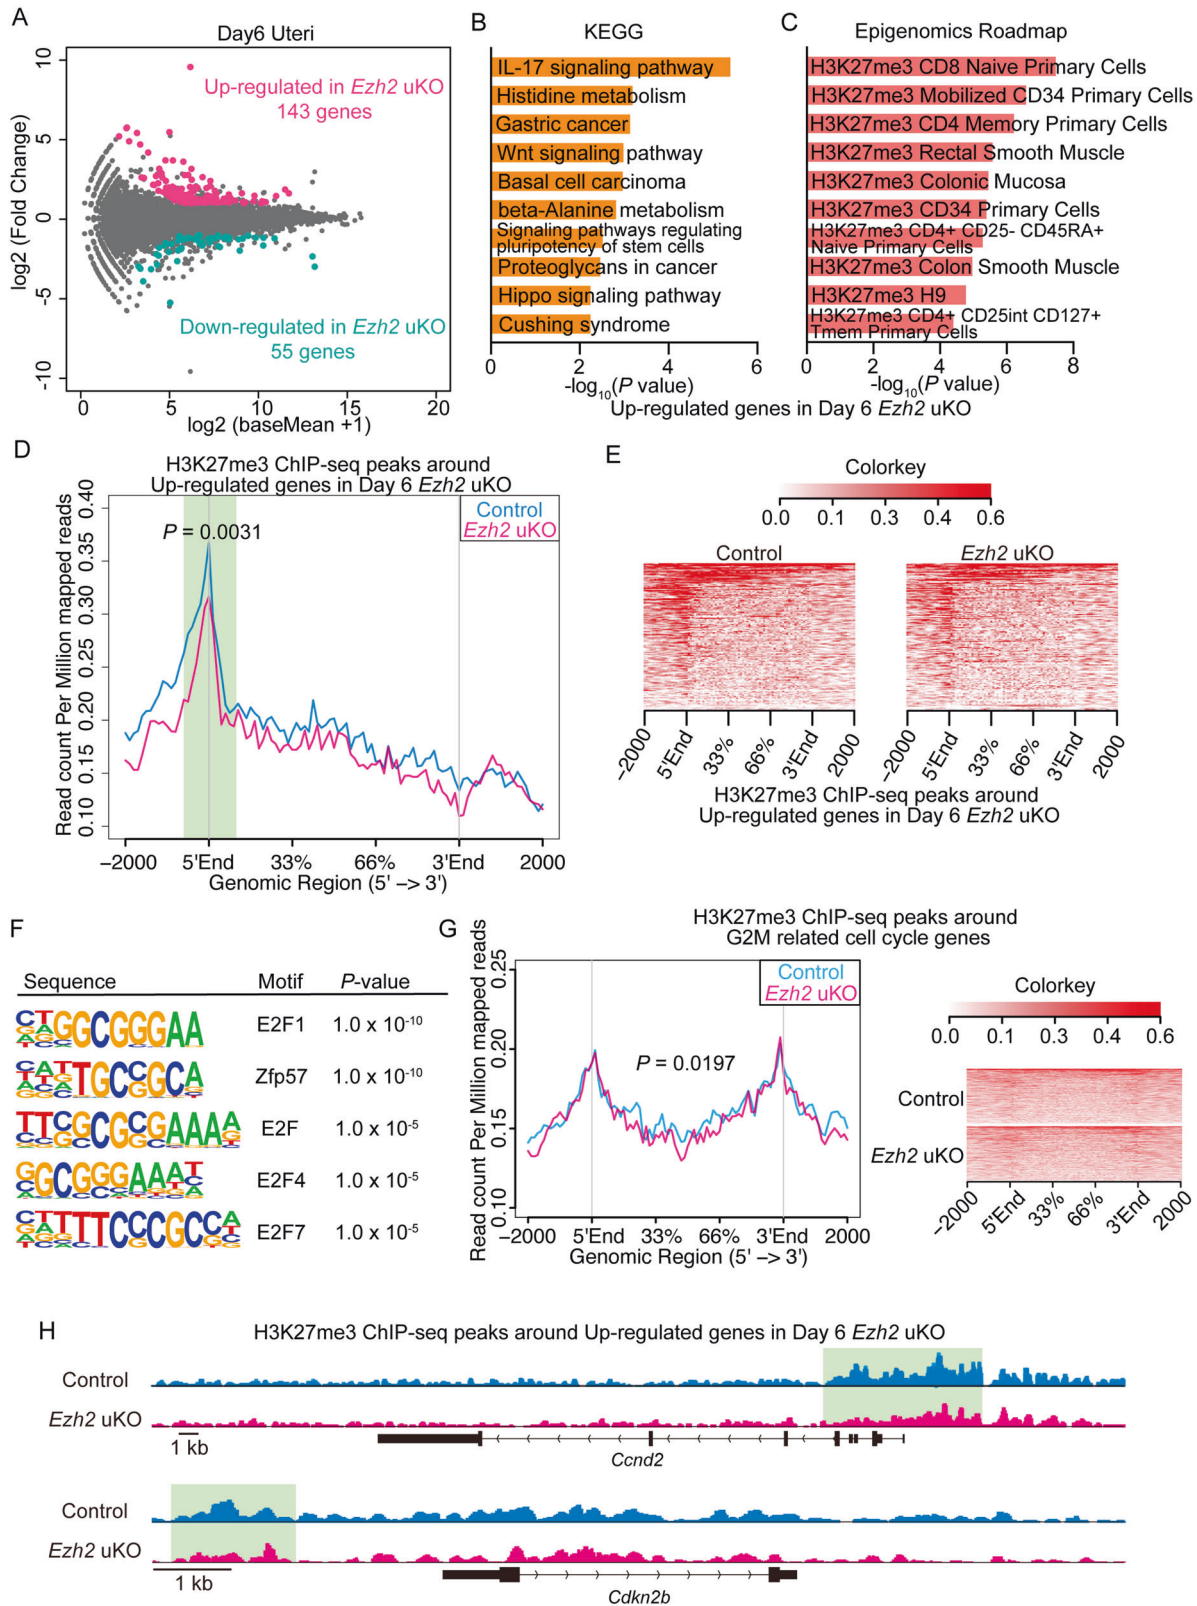 A
Day6 Uteri
Up-regulated in Ezh2 uKO
143 genes
Down-regulated in Ezh2 uKO
55 genes
log2 (Fold Change)
10
5
0
-5
-10
0 5 10 15 20
log2 (baseMean +1)
B
KEGG
IL-17 signaling pathway
Histidine metabolism
Gastric cancer
Wnt signaling pathway
Basal cell carcinoma
beta-Alanine metabolism
Signaling pathways regulating
pluripotency of stem cells
Proteoglycans in cancer
Hippo signaling pathway
Cushing syndrome
0 2 4 6
-log10(P value)
C
Epigenomics Roadmap
H3K27me3 CD8 Naive Primary Cells
H3K27me3 Mobilized CD34 Primary Cells
H3K27me3 CD4 Memory Primary Cells
H3K27me3 Rectal Smooth Muscle
H3K27me3 Colonic Mucosa
H3K27me3 CD34 Primary Cells
H3K27me3 CD4+ CD25- CD45RA+
Naive Primary Cells
H3K27me3 Colon Smooth Muscle
H3K27me3 H9
H3K27me3 CD4+ CD25int CD127+
Tmem Primary Cells
0 2 4 6 8
-log10(P value)
Up-regulated genes in Day 6 Ezh2 uKO
D
H3K27me3 ChIP-seq peaks around
Up-regulated genes in Day 6 Ezh2 uKO
P = 0.0031
Control
Ezh2 uKO
Read count Per Million mapped reads
0.40
0.35
0.30
0.25
0.20
0.15
0.10
−2000 5'End 33% 66% 3'End 2000
Genomic Region (5' −> 3')
E
Colorkey
0.0 0.1 0.3 0.4 0.6
Control
Ezh2 uKO
−2000 5'End 33% 66% 3'End 2000
−2000 5'End 33% 66% 3'End 2000
H3K27me3 ChIP-seq peaks around
Up-regulated genes in Day 6 Ezh2 uKO
F
Sequence Motif P-value
E2F1 1.0 x 10-10
Zfp57 1.0 x 10-10
E2F 1.0 x 10-5
E2F4 1.0 x 10-5
E2F7 1.0 x 10-5
G
H3K27me3 ChIP-seq peaks around
G2M related cell cycle genes
Control
Ezh2 uKO
P = 0.0197
Read count Per Million mapped reads
0.25
0.20
0.15
0.10
−2000 5'End 33% 66% 3'End 2000
Genomic Region (5' −> 3')
Colorkey
0.0 0.1 0.3 0.4 0.6
Control
Ezh2 uKO
−2000 5'End 33% 66% 3'End 2000
H
H3K27me3 ChIP-seq peaks around Up-regulated genes in Day 6 Ezh2 uKO
Control
Ezh2 uKO
1 kb
Ccnd2
Control
Ezh2 uKO
1 kb
Cdkn2b